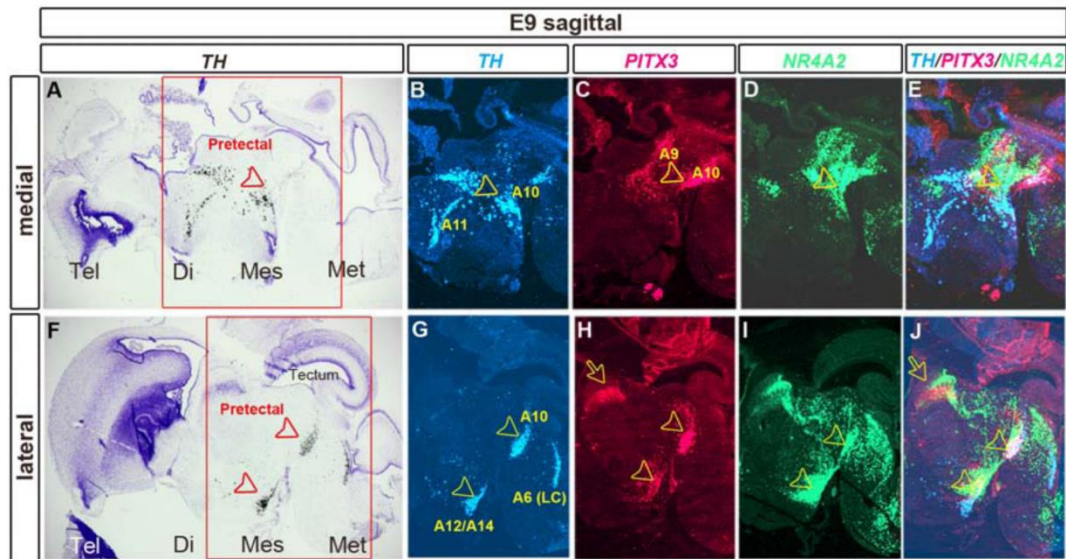 E9 sagittal
TH
TH
PITX3
NR4A2
TH/PITX3/NR4A2
medial
A
Pretectal
Tel
Di
Mes
Met
B
A10
A11
C
A9
A10
D
E
lateral
F
Tectum
Pretectal
Tel
Di
Mes
Met
G
A10
A6 (LC)
A12/A14
H
I
J